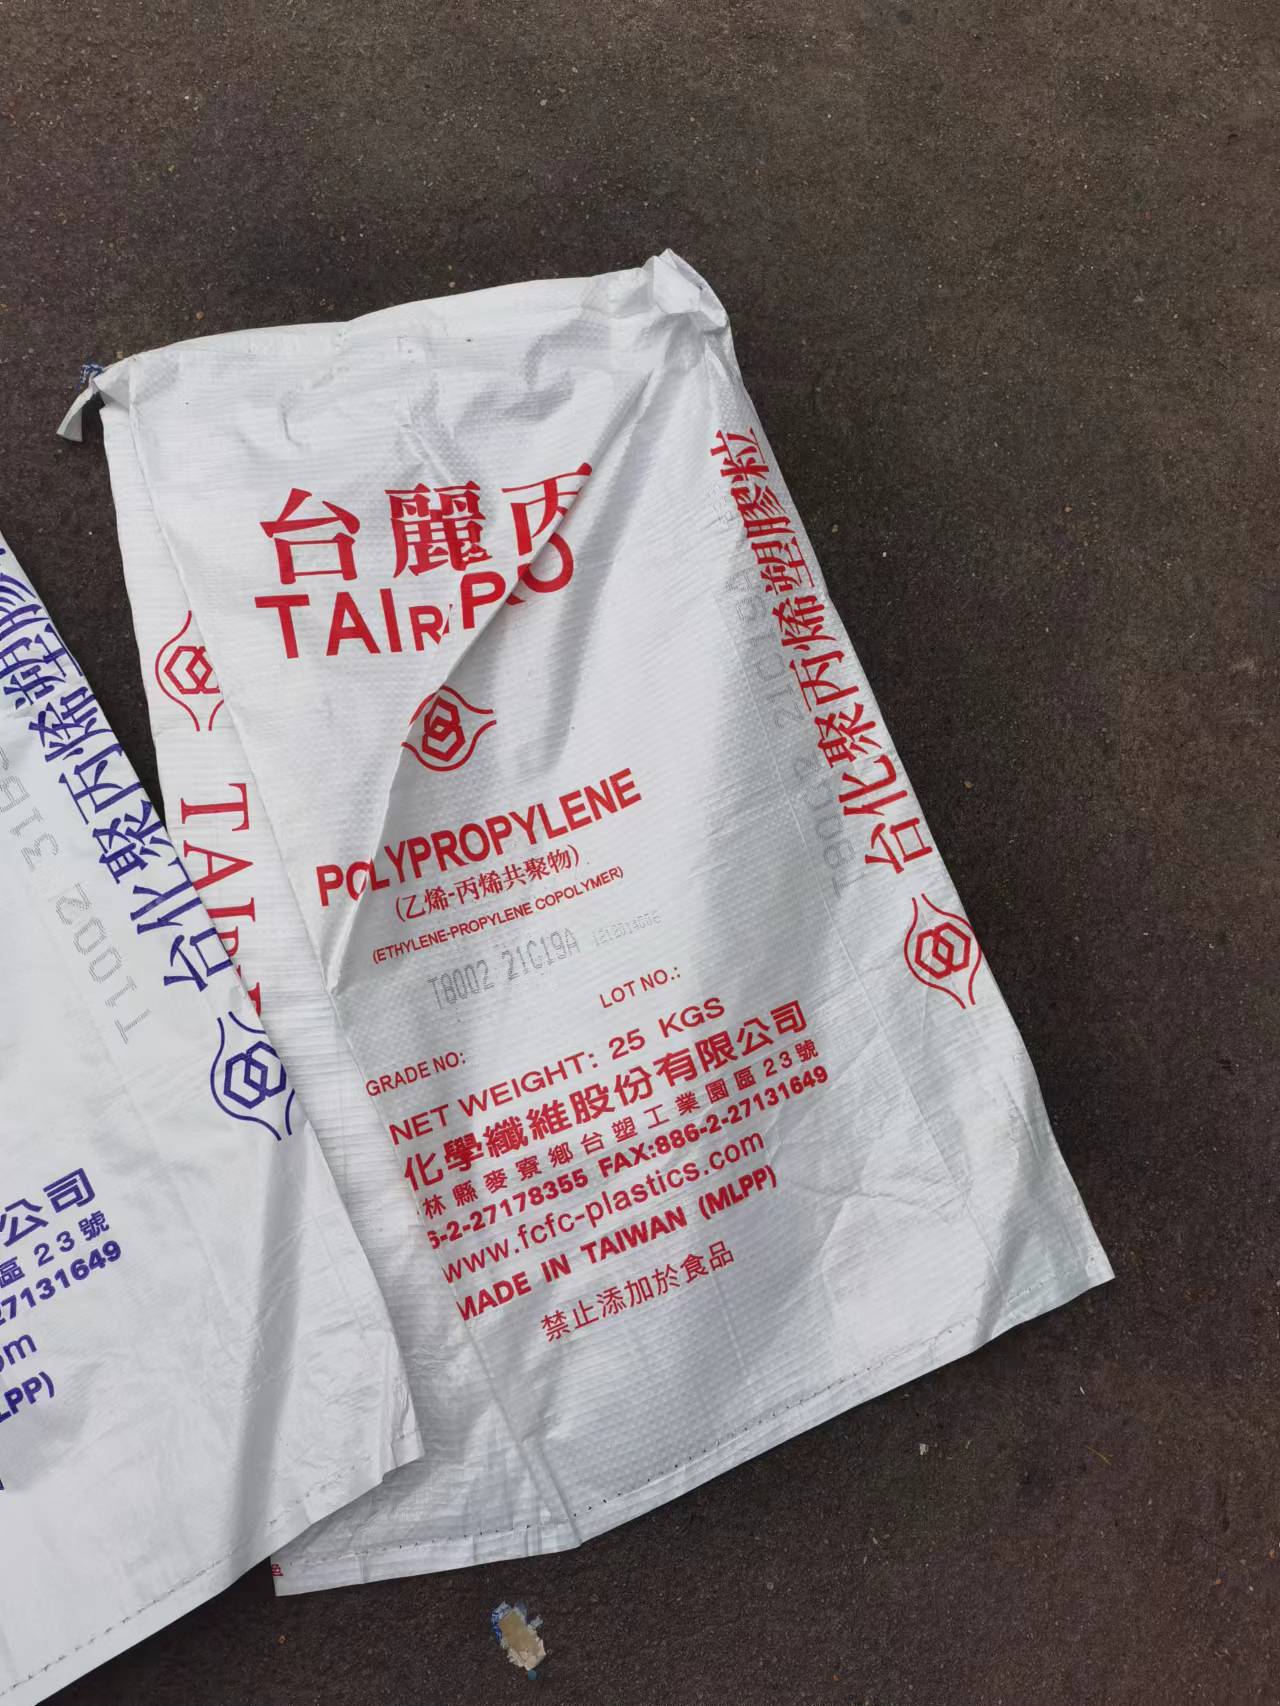 台麗丙
TAIRIPRO
POLYPROPYLENE
(乙烯-丙烯共聚物)
(ETHYLENE-PROPYLENE COPOLYMER)
T8002 21C19A
LOT NO.:
GRADE NO:
NET WEIGHT: 25 KGS
化學纖維股份有限公司
林縣麥寮鄉台塑工業園區23號
6-2-27178355 FAX:886-2-27131649
www.fcfc-plastics.com
MADE IN TAIWAN (MLPP)
禁止添加於食品
台化聚丙烯塑膠粒
TAIR
台化聚丙烯塑膠
T1002
公司
區23號
27131649
om
LPP)